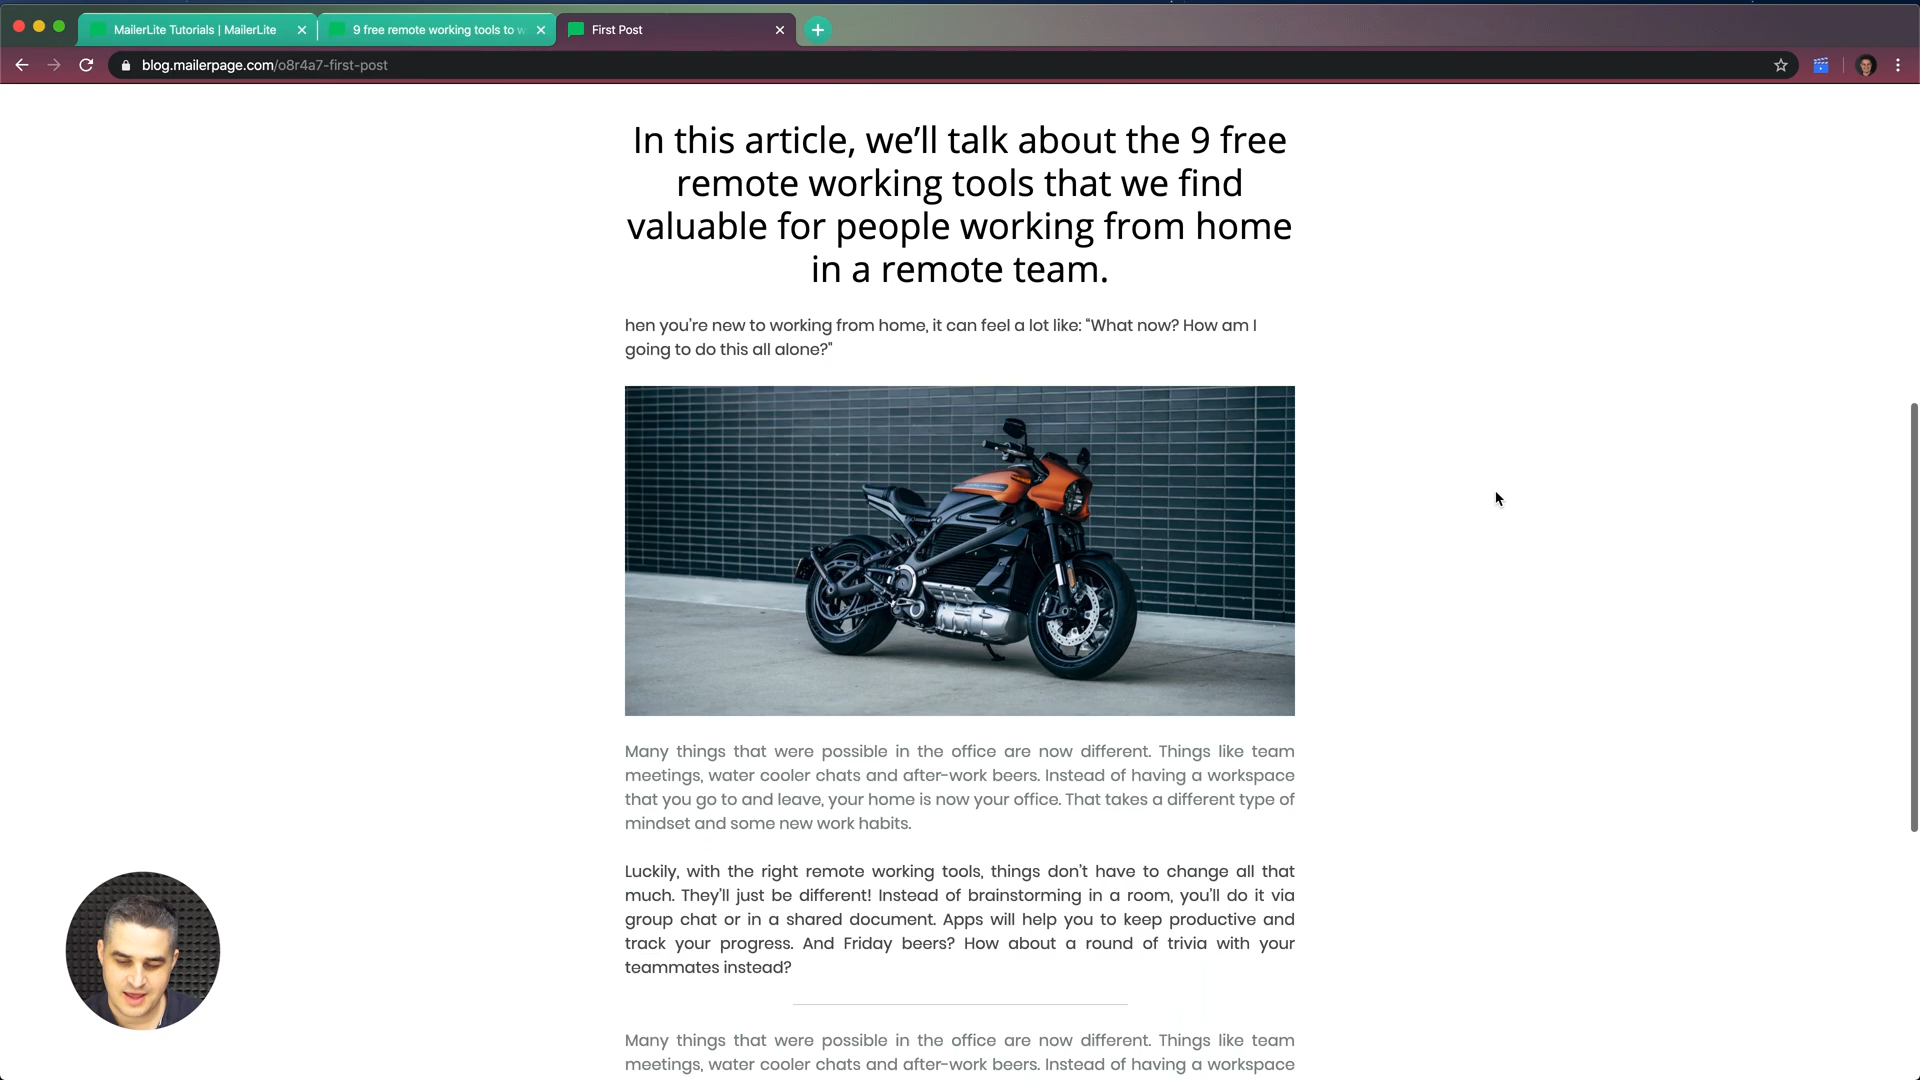 MailerLite Tutorials | MailerLite
9 free remote working tools to w
First Post
blog.mailerpage.com/o8r4a7-first-post
In this article, we’ll talk about the 9 free
remote working tools that we find
valuable for people working from home
in a remote team.
hen you’re new to working from home, it can feel a lot like: “What now? How am I
going to do this all alone?”
Many things that were possible in the office are now different. Things like team
meetings, water cooler chats and after-work beers. Instead of having a workspace
that you go to and leave, your home is now your office. That takes a different type of
mindset and some new work habits.
Luckily, with the right remote working tools, things don’t have to change all that
much. They’ll just be different! Instead of brainstorming in a room, you’ll do it via
group chat or in a shared document. Apps will help you to keep productive and
track your progress. And Friday beers? How about a round of trivia with your
teammates instead?
Many things that were possible in the office are now different. Things like team
meetings, water cooler chats and after-work beers. Instead of having a workspace